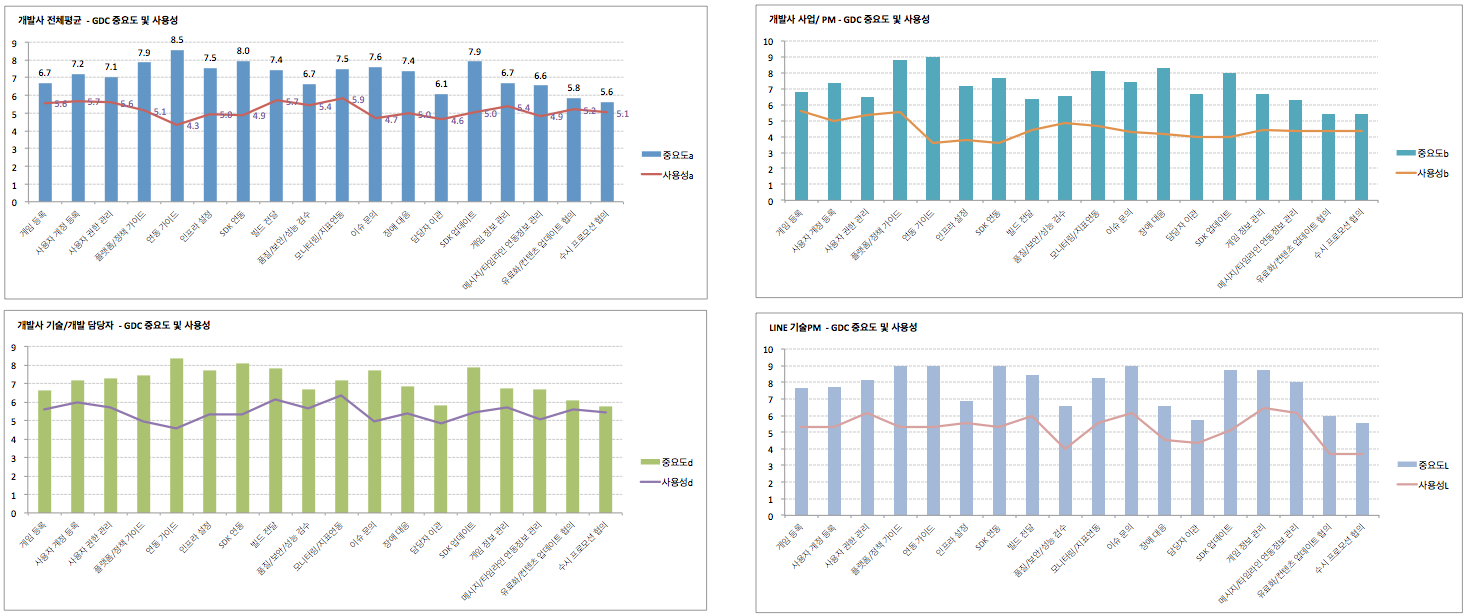 개발사 전체평균 - GDC 중요도 및 사용성
9
8
7
6
5
4
3
2
1
0
6.7 7.2 7.1 7.9 8.5 7.5 8.0 7.4 6.7 7.5 7.6 7.4 6.1 7.9 6.7 6.6 5.8 5.6
5.6 5.7 5.6 5.1 4.3 5.0 4.9 5.7 5.4 5.9 4.7 5.0 4.6 5.0 5.4 4.9 5.2 5.1
게임 등록
사용자 계정 등록
사용자 권한 관리
플랫폼/정책 가이드
연동 가이드
인프라 설정
SDK 연동
빌드 전달
품질/보안/성능 검수
모니터링/지표연동
이슈 문의
장애 대응
담당자 이관
SDK 업데이트
게임 정보 관리
메시지/타임라인 연동정보 관리
유료화/컨텐츠 업데이트 협의
수시 프로모션 협의
중요도a
사용성a
개발사 사업/ PM - GDC 중요도 및 사용성
10
9
8
7
6
5
4
3
2
1
0
게임 등록
사용자 계정 등록
사용자 권한 관리
플랫폼/정책 가이드
연동 가이드
인프라 설정
SDK 연동
빌드 전달
품질/보안/성능 검수
모니터링/지표연동
이슈 문의
장애 대응
담당자 이관
SDK 업데이트
게임 정보 관리
메시지/타임라인 연동정보 관리
유료화/컨텐츠 업데이트 협의
수시 프로모션 협의
중요도b
사용성b
개발사 기술/개발 담당자 - GDC 중요도 및 사용성
9
8
7
6
5
4
3
2
1
0
게임 등록
사용자 계정 등록
사용자 권한 관리
플랫폼/정책 가이드
연동 가이드
인프라 설정
SDK 연동
빌드 전달
품질/보안/성능 검수
모니터링/지표연동
이슈 문의
장애 대응
담당자 이관
SDK 업데이트
게임 정보 관리
메시지/타임라인 연동정보 관리
유료화/컨텐츠 업데이트 협의
수시 프로모션 협의
중요도d
사용성d
LINE 기술PM - GDC 중요도 및 사용성
10
9
8
7
6
5
4
3
2
1
0
게임 등록
사용자 계정 등록
사용자 권한 관리
플랫폼/정책 가이드
연동 가이드
인프라 설정
SDK 연동
빌드 전달
품질/보안/성능 검수
모니터링/지표연동
이슈 문의
장애 대응
담당자 이관
SDK 업데이트
게임 정보 관리
메시지/타임라인 연동정보 관리
유료화/컨텐츠 업데이트 협의
수시 프로모션 협의
중요도L
사용성L